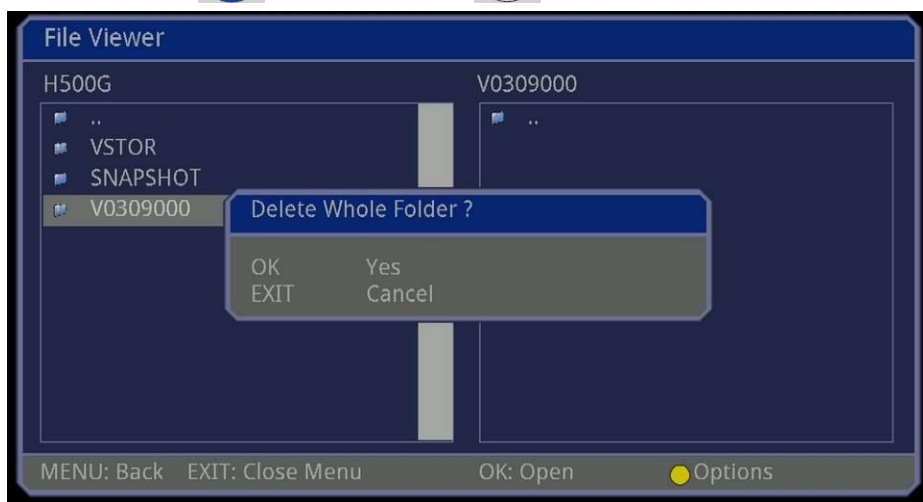 File Viewer
H500G V0309000
..
VSTOR
SNAPSHOT
V0309000
..
Delete Whole Folder ?
OK Yes
EXIT Cancel
MENU: Back EXIT: Close Menu OK: Open Options